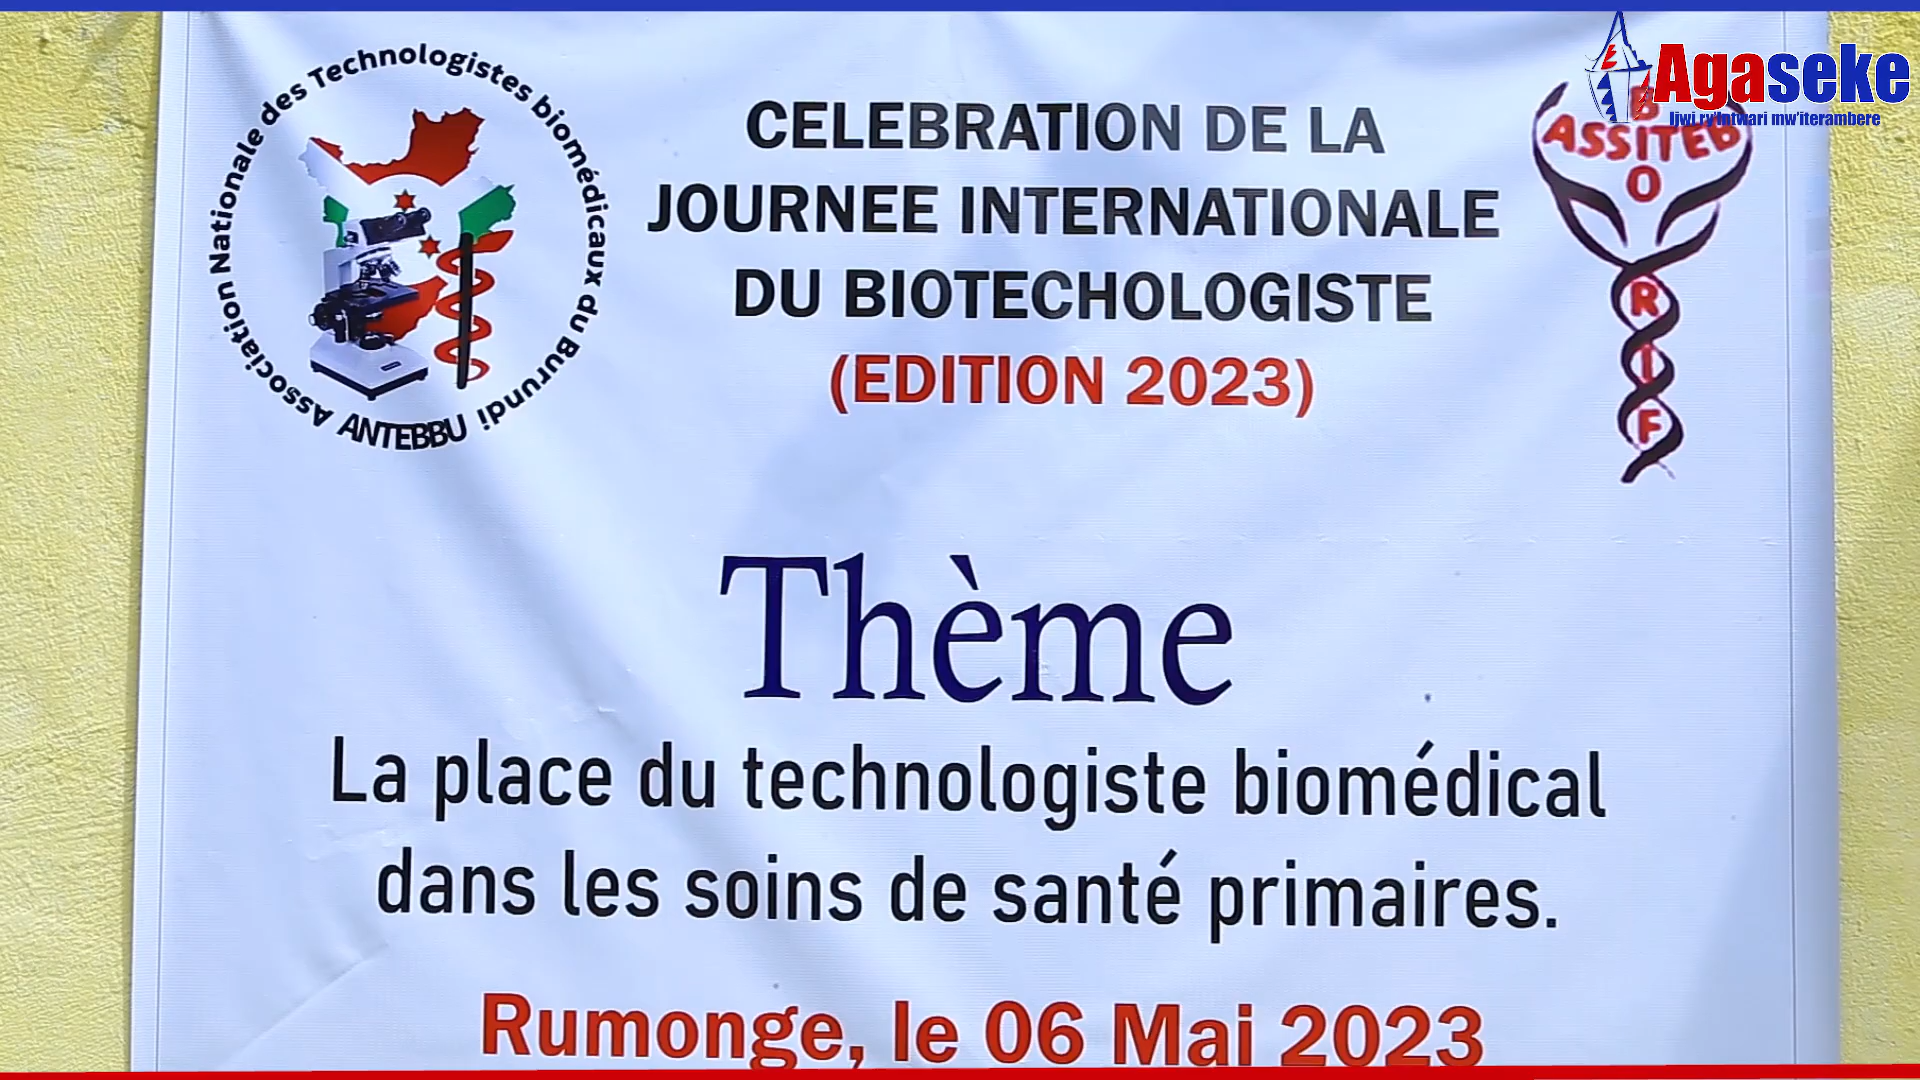 Association Nationale des Technologistes biomédicaux du Burundi
ANTEBBU
CELEBRATION DE LA
JOURNEE INTERNATIONALE
DU BIOTECHOLOGISTE
(EDITION 2023)
Agaseke
Ijwi ry'intwari mw'iterambere
ASSITEB
BIO
RIF
Thème
La place du technologiste biomédical
dans les soins de santé primaires.
Rumonge, le 06 Mai 2023